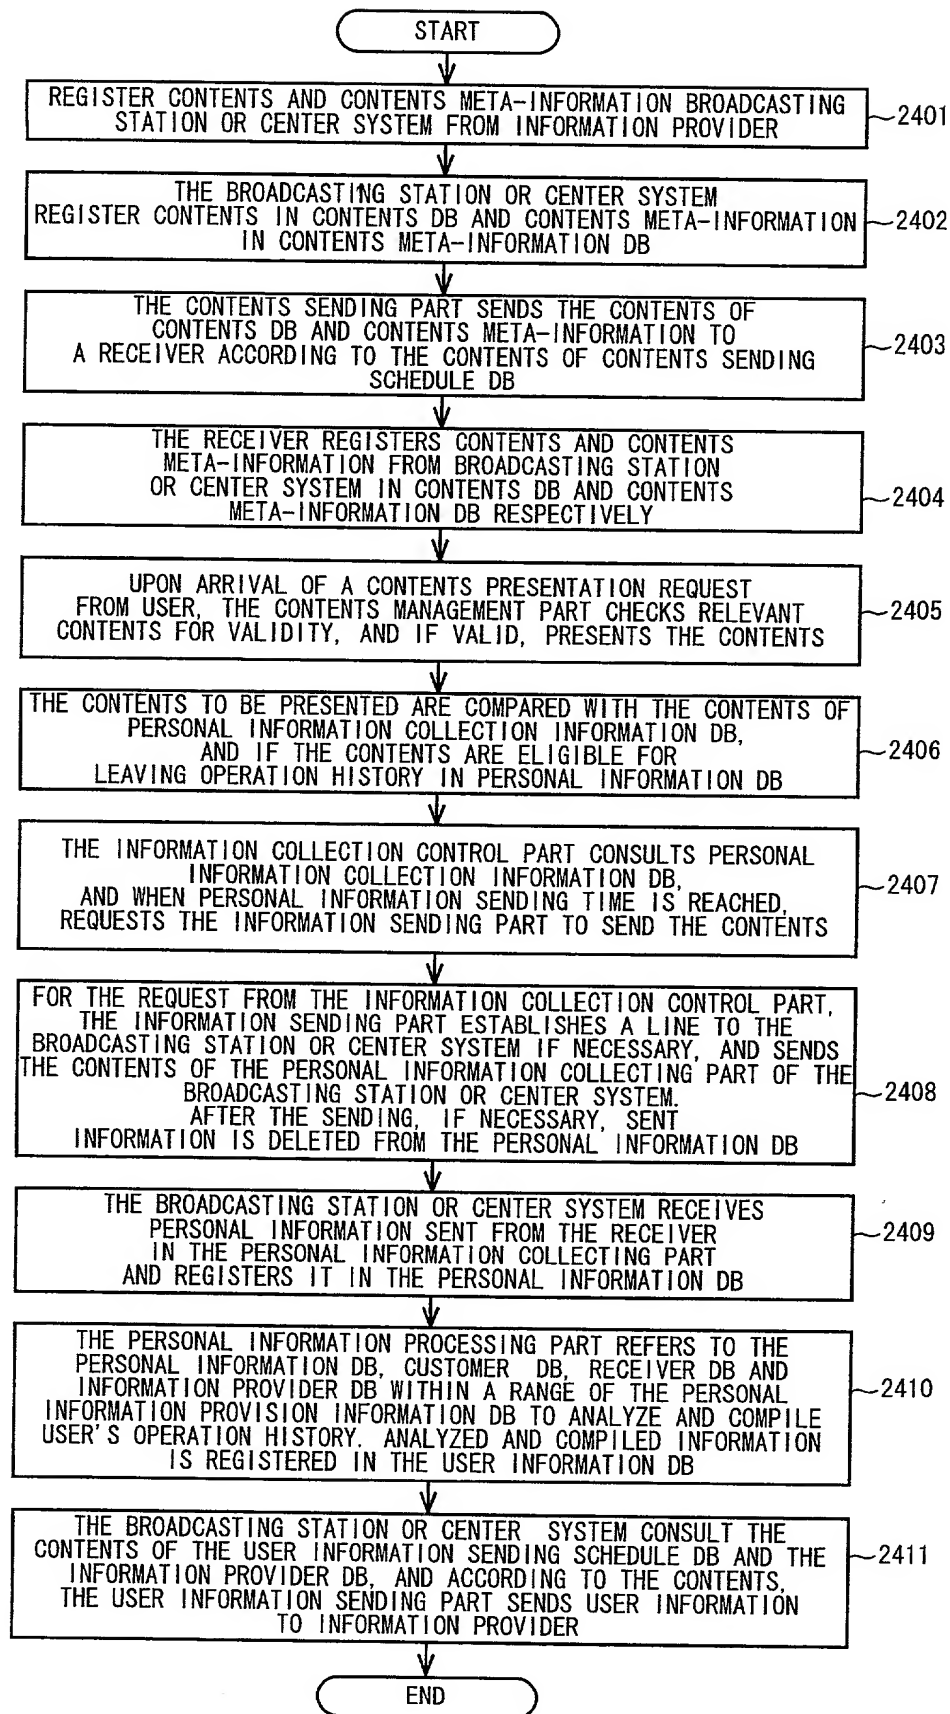 START
REGISTER CONTENTS AND CONTENTS META-INFORMATION BROADCASTING
STATION OR CENTER SYSTEM FROM INFORMATION PROVIDER
2401
THE BROADCASTING STATION OR CENTER SYSTEM
REGISTER CONTENTS IN CONTENTS DB AND CONTENTS META-INFORMATION
IN CONTENTS META-INFORMATION DB
2402
THE CONTENTS SENDING PART SENDS THE CONTENTS OF
CONTENTS DB AND CONTENTS META-INFORMATION TO
A RECEIVER ACCORDING TO THE CONTENTS OF CONTENTS SENDING
SCHEDULE DB
2403
THE RECEIVER REGISTERS CONTENTS AND CONTENTS
META-INFORMATION FROM BROADCASTING STATION
OR CENTER SYSTEM IN CONTENTS DB AND CONTENTS
META-INFORMATION DB RESPECTIVELY
2404
UPON ARRIVAL OF A CONTENTS PRESENTATION REQUEST
FROM USER, THE CONTENTS MANAGEMENT PART CHECKS RELEVANT
CONTENTS FOR VALIDITY, AND IF VALID, PRESENTS THE CONTENTS
2405
THE CONTENTS TO BE PRESENTED ARE COMPARED WITH THE CONTENTS OF
PERSONAL INFORMATION COLLECTION INFORMATION DB,
AND IF THE CONTENTS ARE ELIGIBLE FOR
LEAVING OPERATION HISTORY IN PERSONAL INFORMATION DB
2406
THE INFORMATION COLLECTION CONTROL PART CONSULTS PERSONAL
INFORMATION COLLECTION INFORMATION DB,
AND WHEN PERSONAL INFORMATION SENDING TIME IS REACHED,
REQUESTS THE INFORMATION SENDING PART TO SEND THE CONTENTS
2407
FOR THE REQUEST FROM THE INFORMATION COLLECTION CONTROL PART,
THE INFORMATION SENDING PART ESTABLISHES A LINE TO THE
BROADCASTING STATION OR CENTER SYSTEM IF NECESSARY, AND SENDS
THE CONTENTS OF THE PERSONAL INFORMATION COLLECTING PART OF THE
BROADCASTING STATION OR CENTER SYSTEM.
AFTER THE SENDING, IF NECESSARY, SENT
INFORMATION IS DELETED FROM THE PERSONAL INFORMATION DB
2408
THE BROADCASTING STATION OR CENTER SYSTEM RECEIVES
PERSONAL INFORMATION SENT FROM THE RECEIVER
IN THE PERSONAL INFORMATION COLLECTING PART
AND REGISTERS IT IN THE PERSONAL INFORMATION DB
2409
THE PERSONAL INFORMATION PROCESSING PART REFERS TO THE
PERSONAL INFORMATION DB, CUSTOMER DB, RECEIVER DB AND
INFORMATION PROVIDER DB WITHIN A RANGE OF THE PERSONAL
INFORMATION PROVISION INFORMATION DB TO ANALYZE AND COMPILE
USER'S OPERATION HISTORY. ANALYZED AND COMPILED INFORMATION
IS REGISTERED IN THE USER INFORMATION DB
2410
THE BROADCASTING STATION OR CENTER SYSTEM CONSULT THE
CONTENTS OF THE USER INFORMATION SENDING SCHEDULE DB AND THE
INFORMATION PROVIDER DB, AND ACCORDING TO THE CONTENTS,
THE USER INFORMATION SENDING PART SENDS USER INFORMATION
TO INFORMATION PROVIDER
2411
END